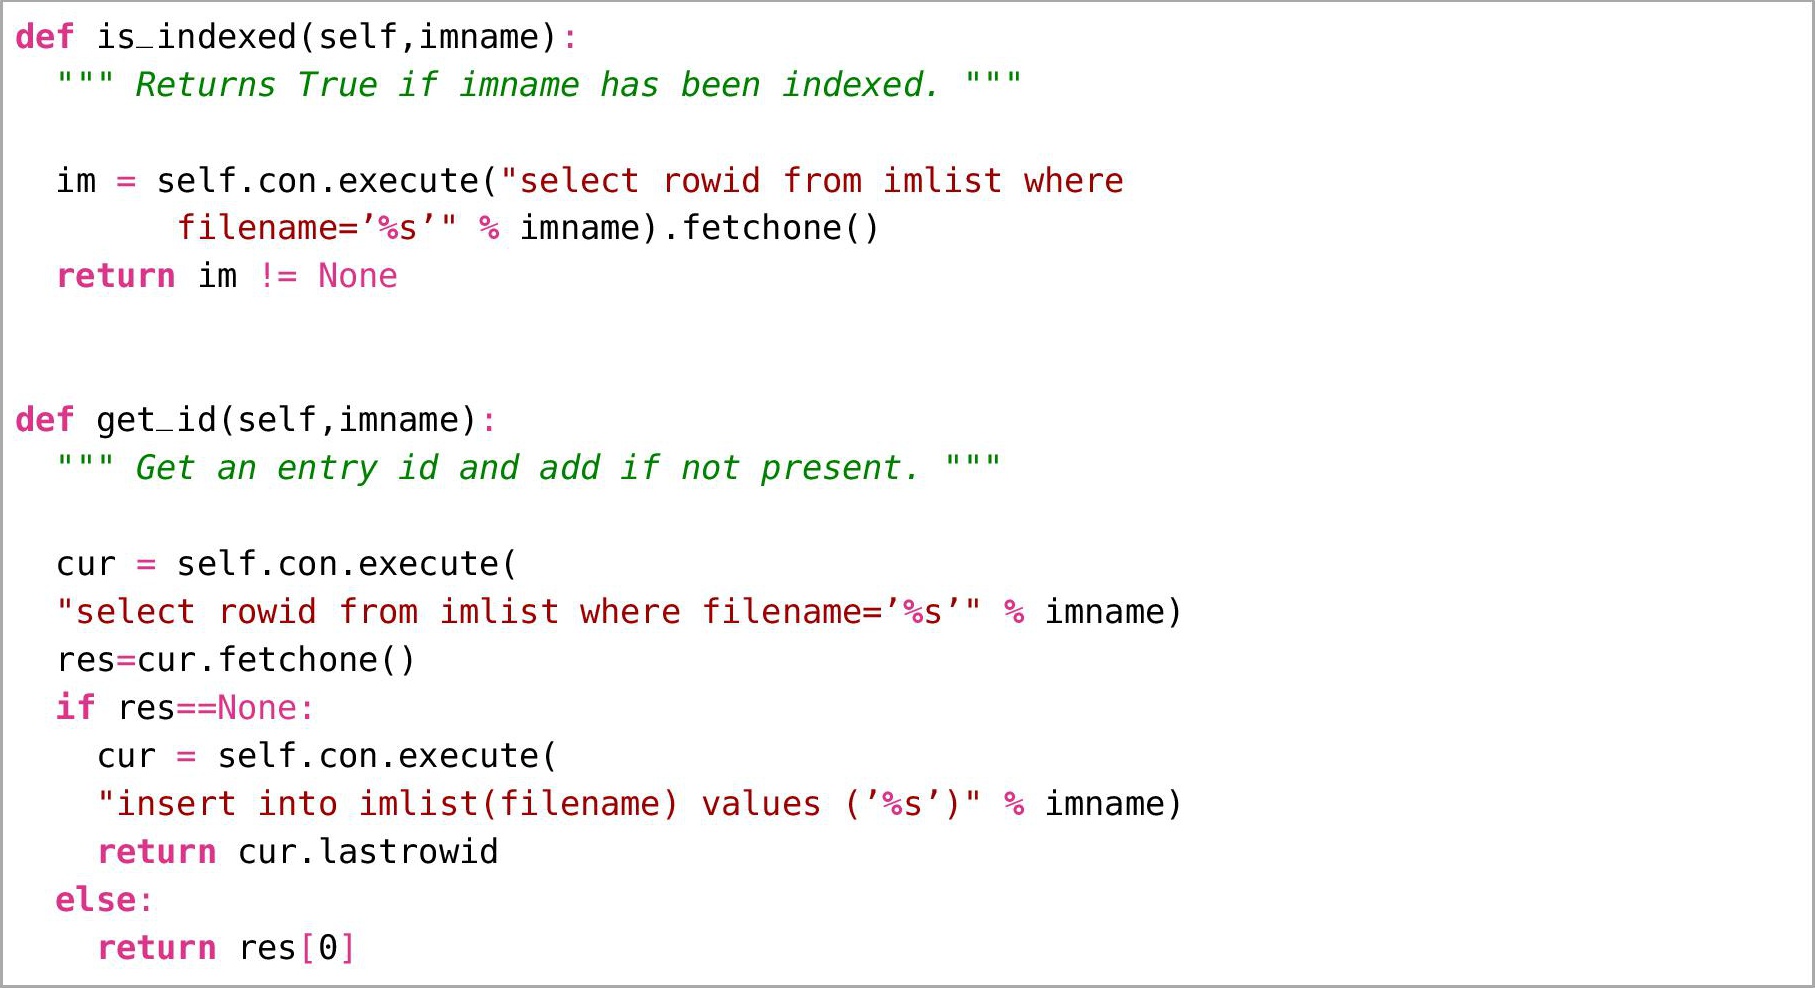 def is_indexed(self,imname):
  """ Returns True if imname has been indexed. """

  im = self.con.execute("select rowid from imlist where
        filename=’%s’" % imname).fetchone()
  return im != None


def get_id(self,imname):
  """ Get an entry id and add if not present. """

  cur = self.con.execute(
  "select rowid from imlist where filename=’%s’" % imname)
  res=cur.fetchone()
  if res==None:
    cur = self.con.execute(
    "insert into imlist(filename) values (’%s’)" % imname)
    return cur.lastrowid
  else:
    return res[0]